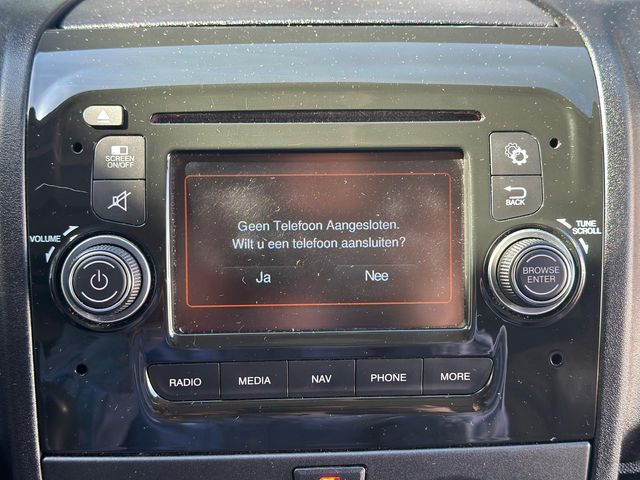 SCREEN
ON/OFF
BACK
VOLUME
TUNE
SCROLL
Geen Telefoon Aangesloten.
Wilt u een telefoon aansluiten?
Ja Nee
BROWSE
ENTER
RADIO MEDIA NAV PHONE MORE